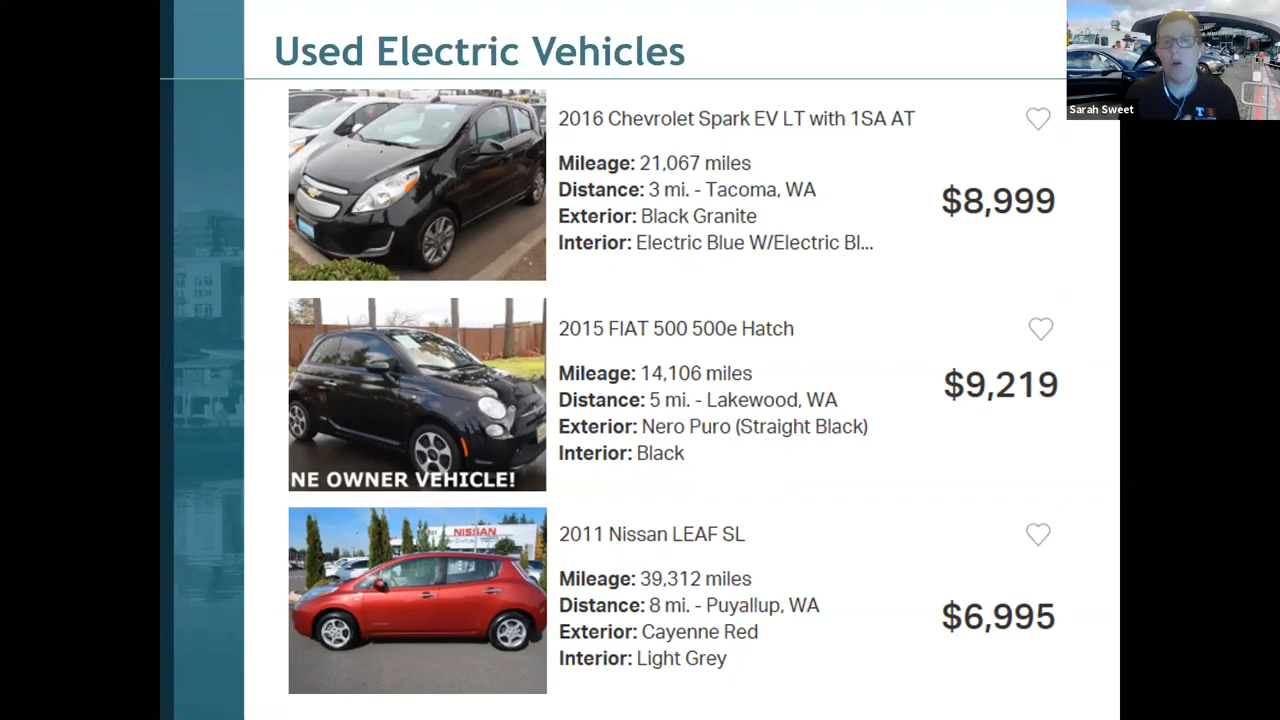 Used Electric Vehicles
Sarah Sweet
2016 Chevrolet Spark EV LT with 1SA AT
Mileage: 21,067 miles
Distance: 3 mi. - Tacoma, WA
Exterior: Black Granite
Interior: Electric Blue W/Electric Bl...
$8,999
2015 FIAT 500 500e Hatch
Mileage: 14,106 miles
Distance: 5 mi. - Lakewood, WA
Exterior: Nero Puro (Straight Black)
Interior: Black
$9,219
NE OWNER VEHICLE!
NISSAN
2011 Nissan LEAF SL
Mileage: 39,312 miles
Distance: 8 mi. - Puyallup, WA
Exterior: Cayenne Red
Interior: Light Grey
$6,995